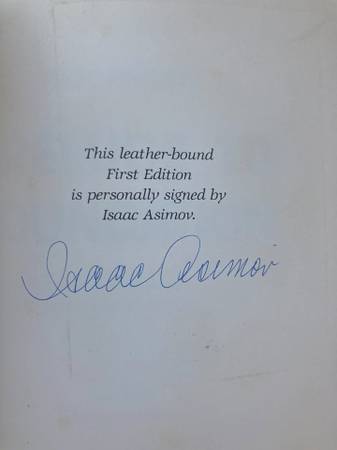 This leather-bound
First Edition
is personally signed by
Isaac Asimov.
Isaac Asimov